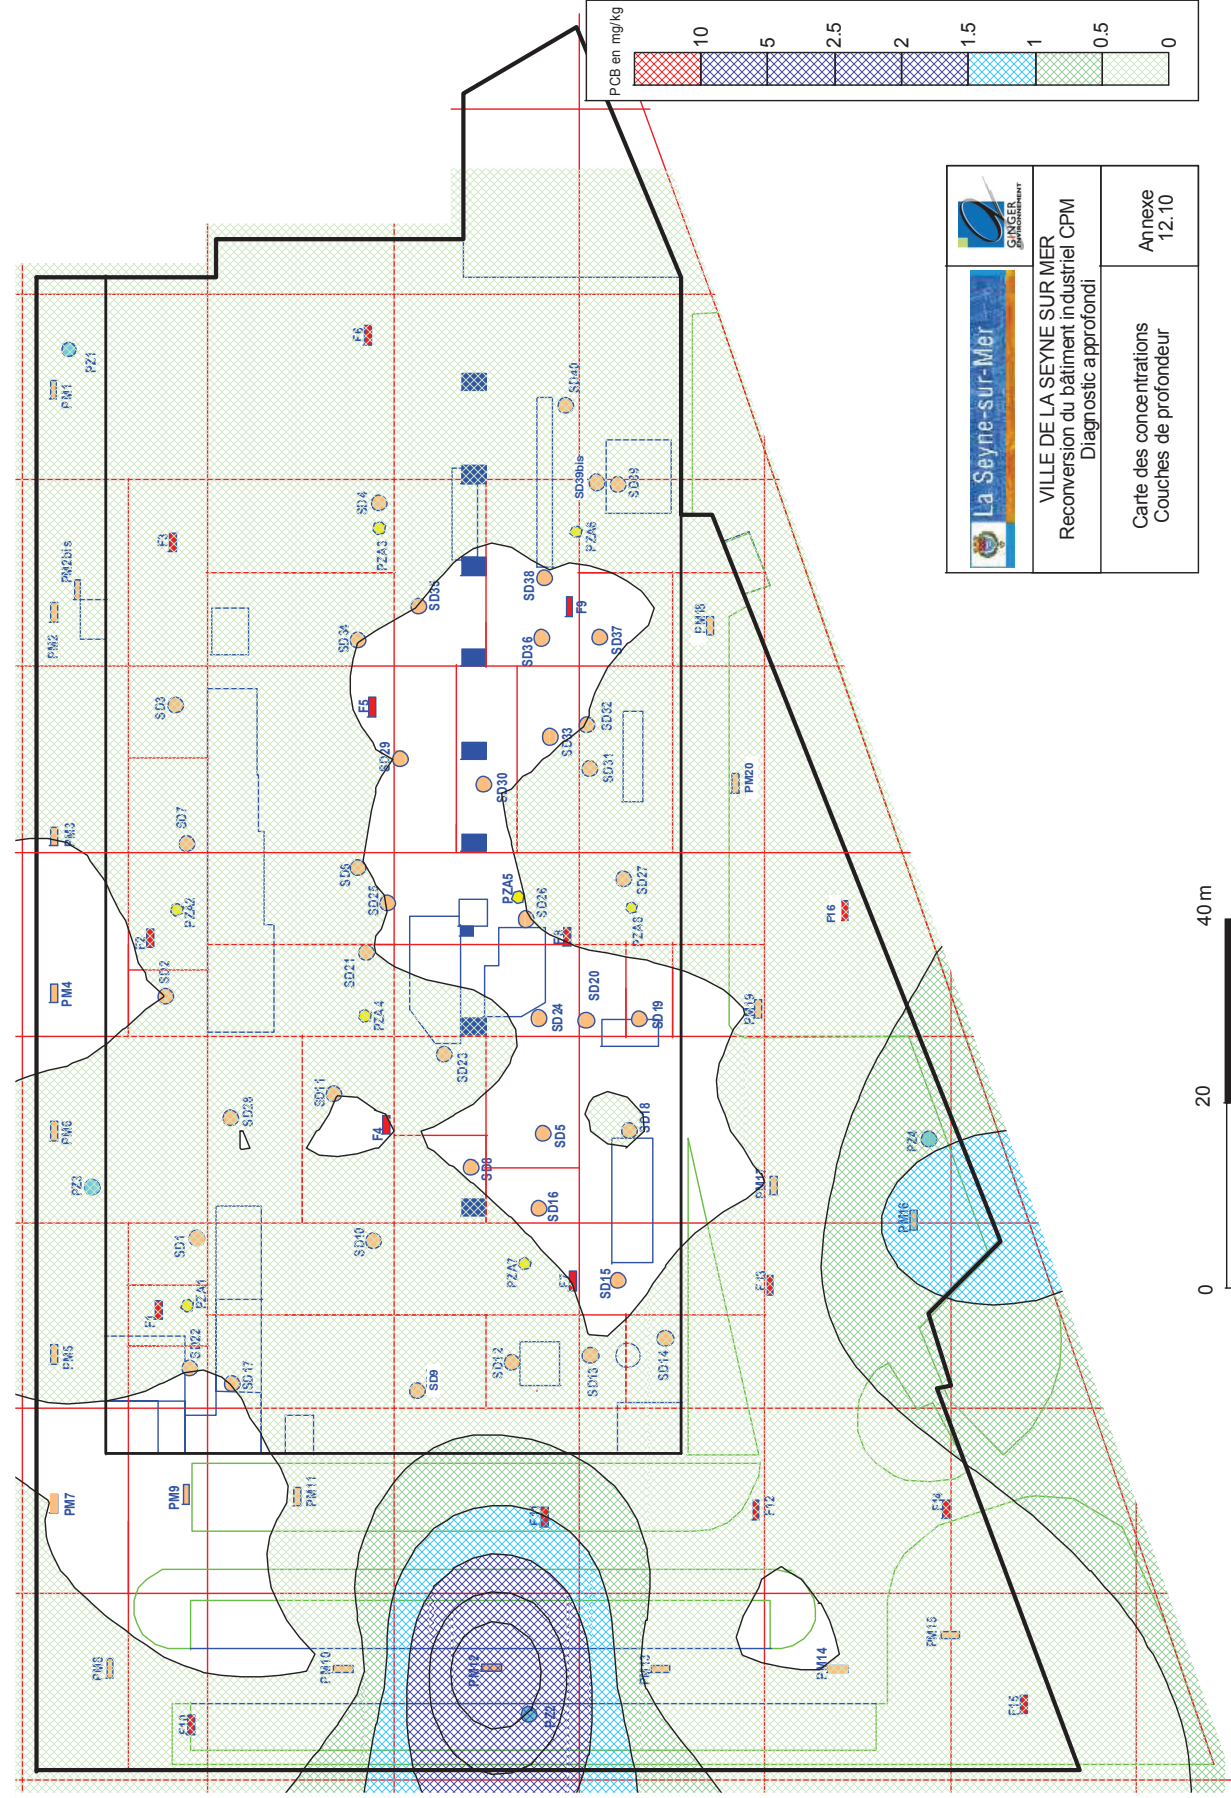 PCB en mg/kg
10
5
2.5
2
1.5
1
0.5
0
La Seyne-sur-Mer
GINGER
ENVIRONNEMENT
VILLE DE LA SEYNE SUR MER
Reconversion du bâtiment industriel CPM
Diagnostic approfondi
Carte des concentrations
Couches de profondeur
Annexe
12.10
0
20
40 m
PM1
PZ1
F6
SD40
PM2bis
PM2
F3
SD4
PZA3
SD39bis
SD39
PZA6
SD3
SD34
SD35
SD38
F9
SD36
SD37
PM18
F5
SD29
SD30
SD33
SD32
SD31
PM20
PM3
SD7
SD6
SD25
PZA5
SD26
SD27
PZA2
F2
PZA8
F8
F16
PM4
SD2
SD21
PZA4
SD24
SD20
SD19
PM19
SD23
SD11
SD28
F4
PM6
PZ3
SD8
SD5
SD18
SD16
PM17
PZ4
PM16
SD1
SD10
PZA7
F7
SD15
F13
F1
PZA1
PM5
SD22
SD17
SD9
SD12
SD13
SD14
PM7
PM9
PM11
F11
F12
F14
PM8
PM10
PM12
PM13
PM14
PM15
F10
PZ2
F15